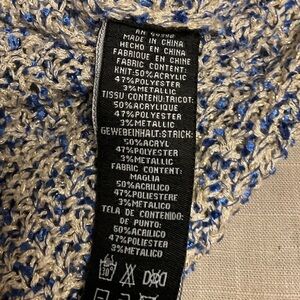 MADE IN CHINA
HECHO EN CHINA
FABRIQUE EN CHINE
FABRIC CONTENT:
KNIT:50%ACRYLIC
47%POLYESTER
3%METALLIC
TISSU CONTENU:TRICOT:
50%ACRYLIQUE
47%POLYESTER
3%METALLIC
GEWEBEINHALT:STRICK:
50%ACRYL
47%POLYESTER
3%METALLIC
FABRIC CONTENT:
MAGLIA
50%ACRILICO
47%POLIESTERE
3%METALLICO
TELA DE CONTENIDO:
DE PUNTO:
50%ACRILICO
47%POLIESTER
3%METALICO
30